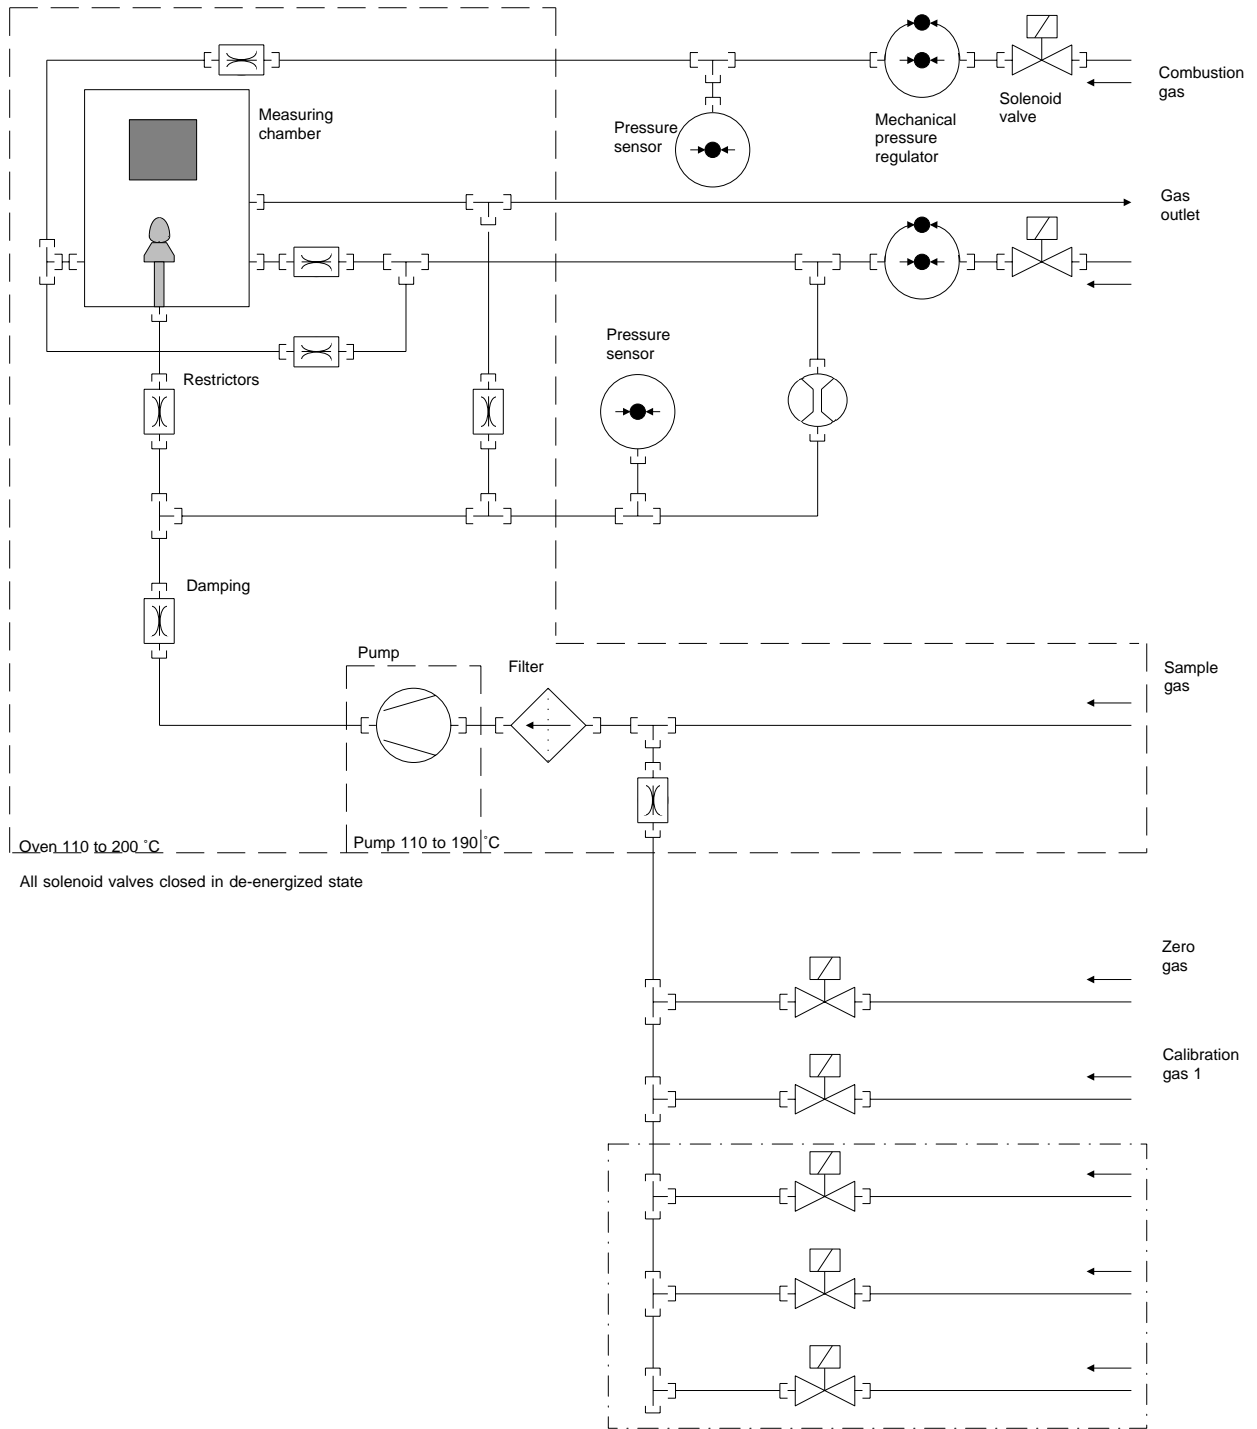 Combustion
gas
Solenoid
valve
Measuring
chamber
Mechanical
pressure
regulator
Pressure
sensor
Gas
outlet
Pressure
sensor
Restrictors
Damping
Pump
Filter
Sample
gas
Oven 110 to 200 °C
Pump 110 to 190 °C
All solenoid valves closed in de-energized state
Zero
gas
Calibration
gas 1